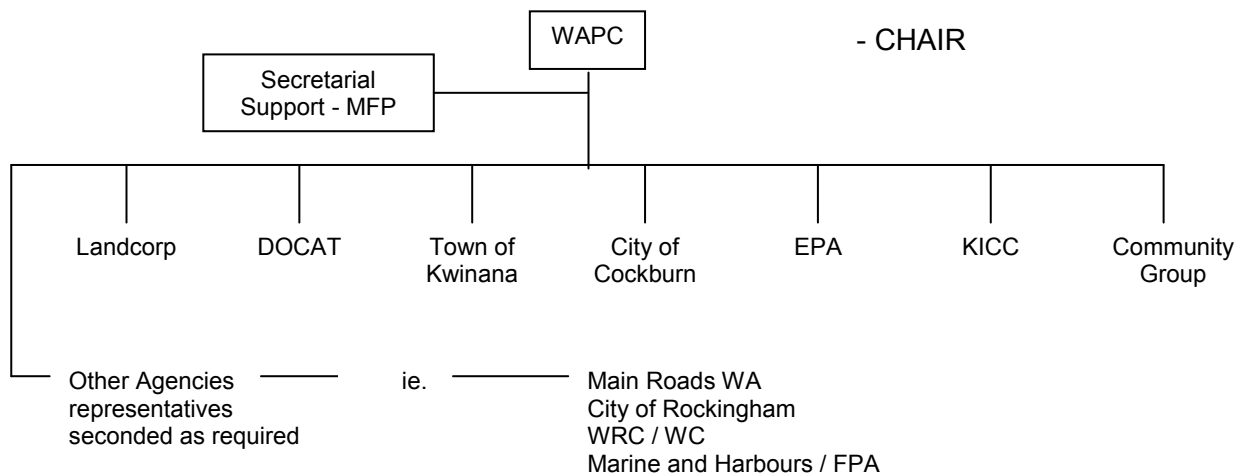 WAPC
- CHAIR
Secretarial
Support - MFP
Landcorp
DOCAT
Town of
Kwinana
City of
Cockburn
EPA
KICC
Community
Group
Other Agencies
representatives
seconded as required
ie.
Main Roads WA
City of Rockingham
WRC / WC
Marine and Harbours / FPA